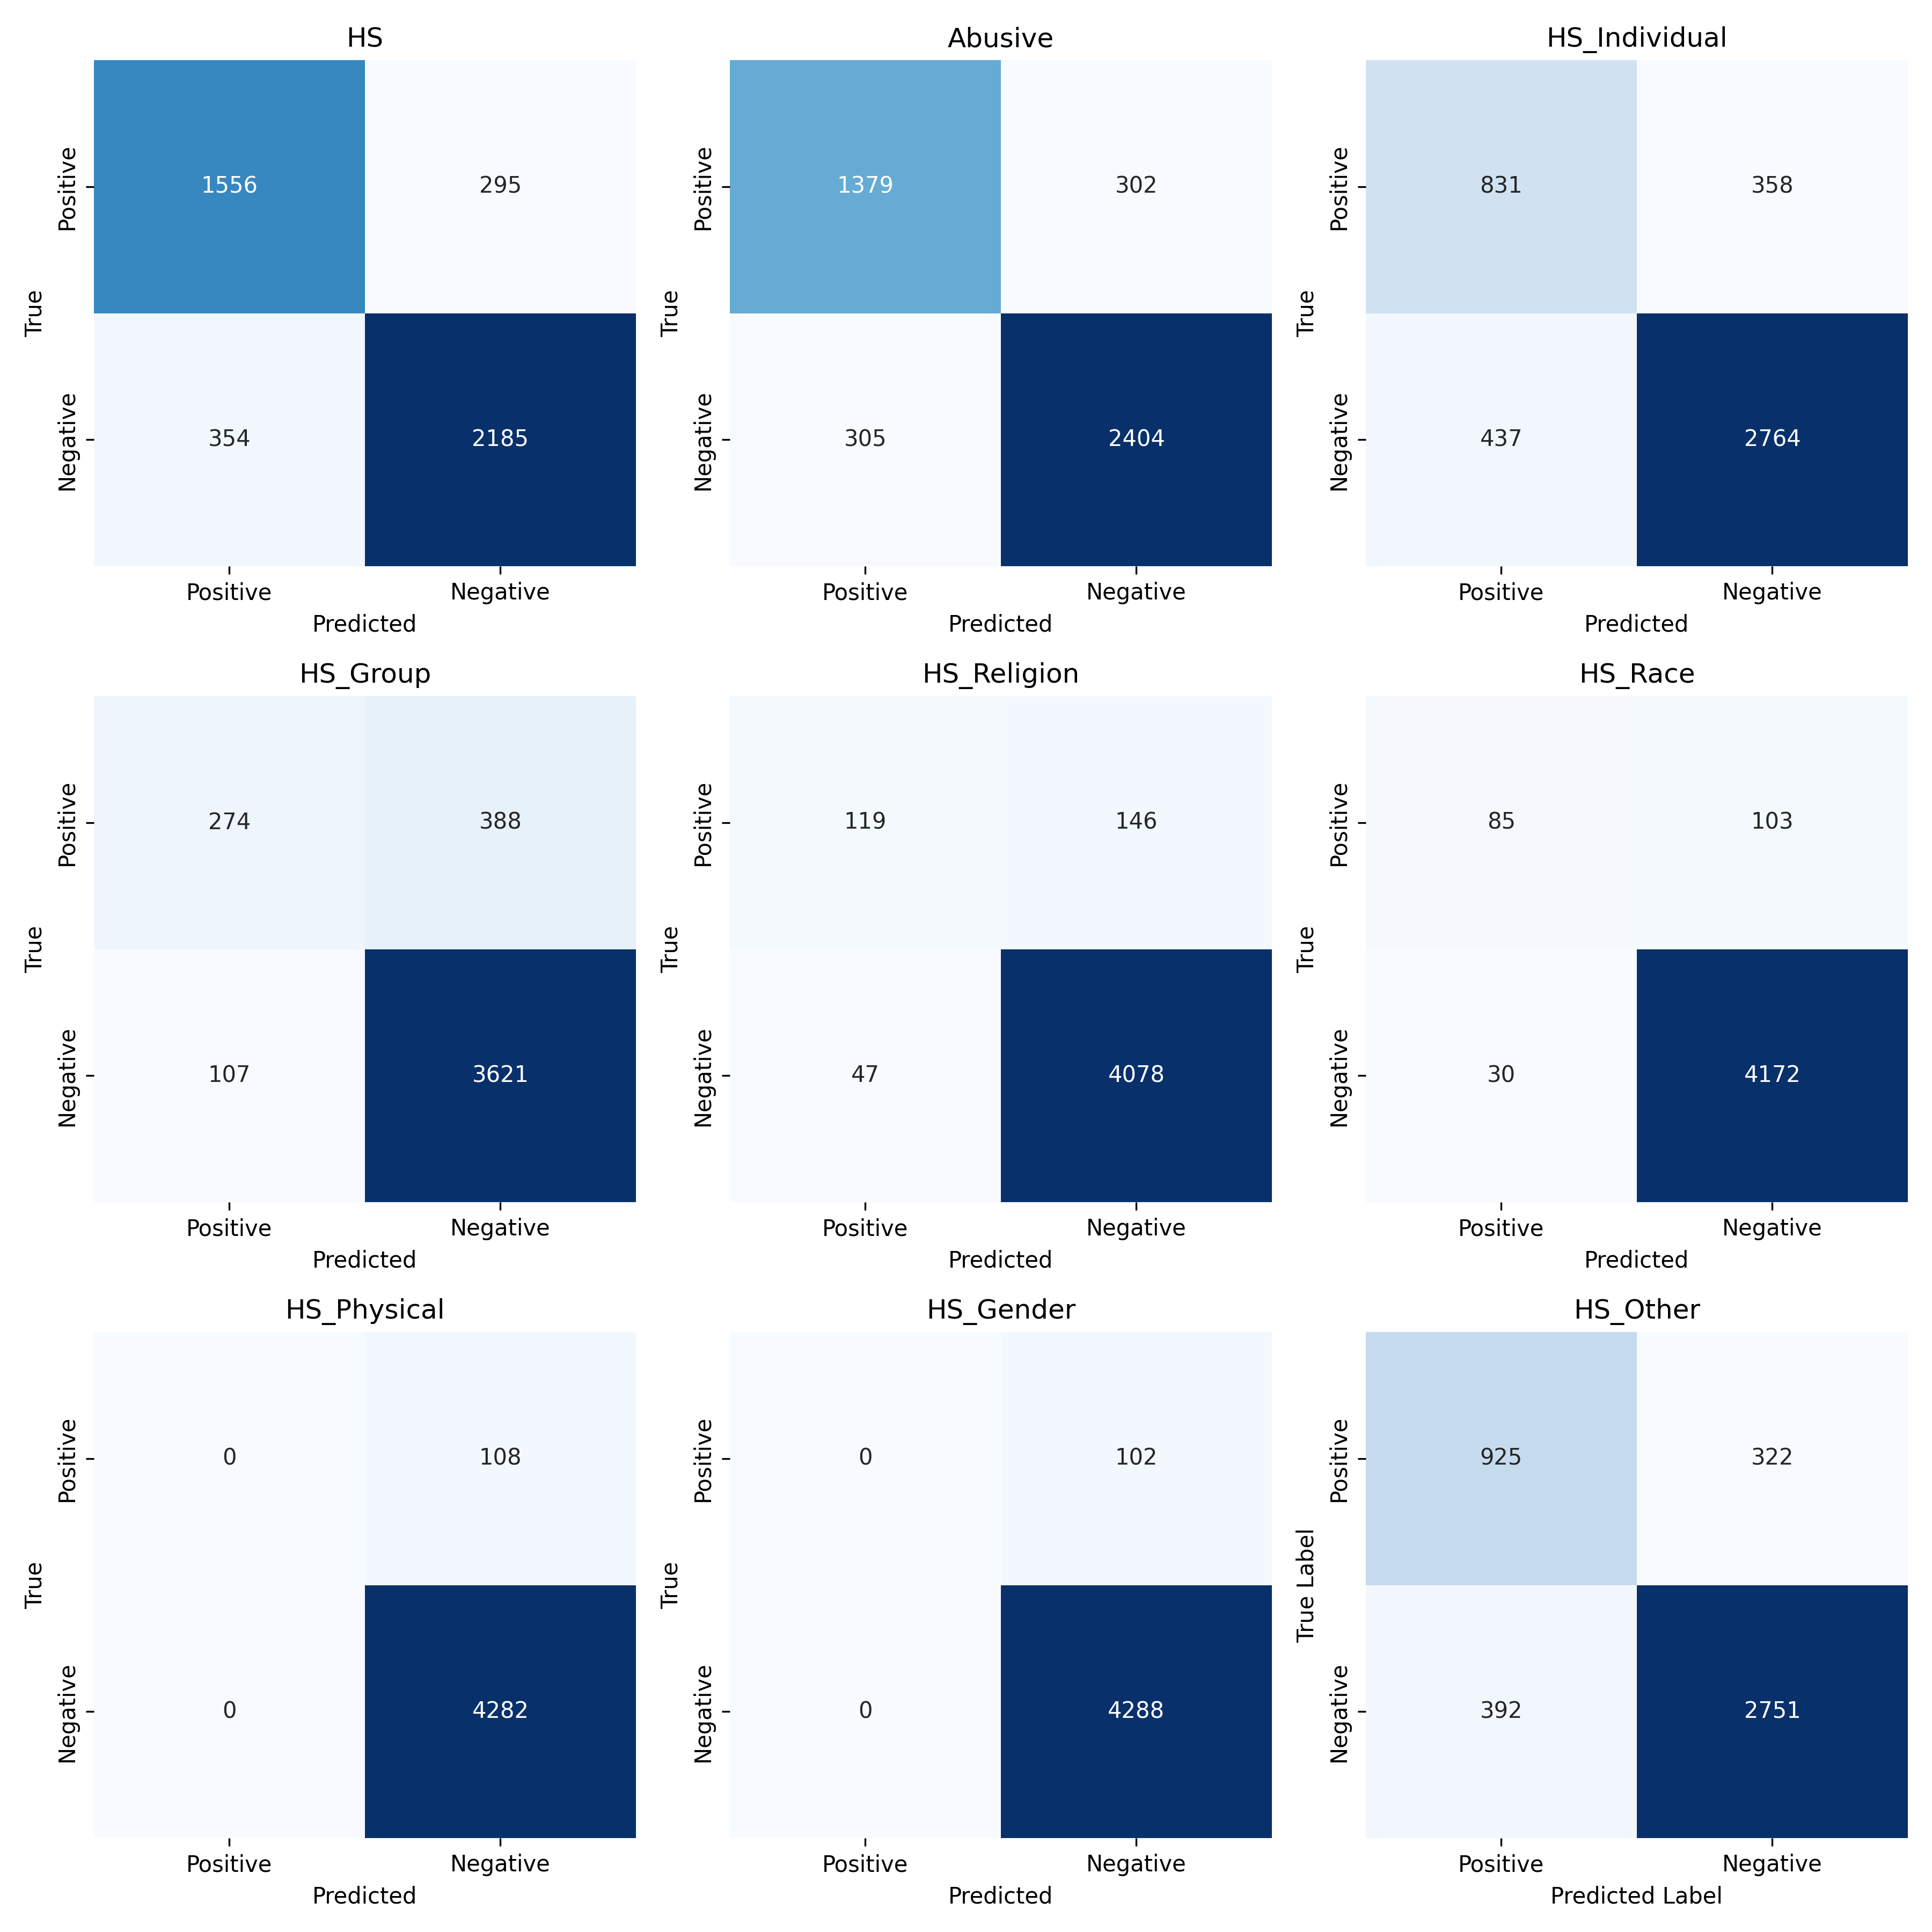 HS
Abusive
HS_Individual
Positive
1556
295
Positive
1379
302
Positive
831
358
True
True
True
Negative
354
2185
Negative
305
2404
Negative
437
2764
Positive
Negative
Positive
Negative
Positive
Negative
Predicted
Predicted
Predicted
HS_Group
HS_Religion
HS_Race
Positive
274
388
Positive
119
146
Positive
85
103
True
True
True
Negative
107
3621
Negative
47
4078
Negative
30
4172
Positive
Negative
Positive
Negative
Positive
Negative
Predicted
Predicted
Predicted
HS_Physical
HS_Gender
HS_Other
Positive
0
108
Positive
0
102
Positive
925
322
True
True
True Label
Negative
0
4282
Negative
0
4288
Negative
392
2751
Positive
Negative
Positive
Negative
Positive
Negative
Predicted
Predicted
Predicted Label